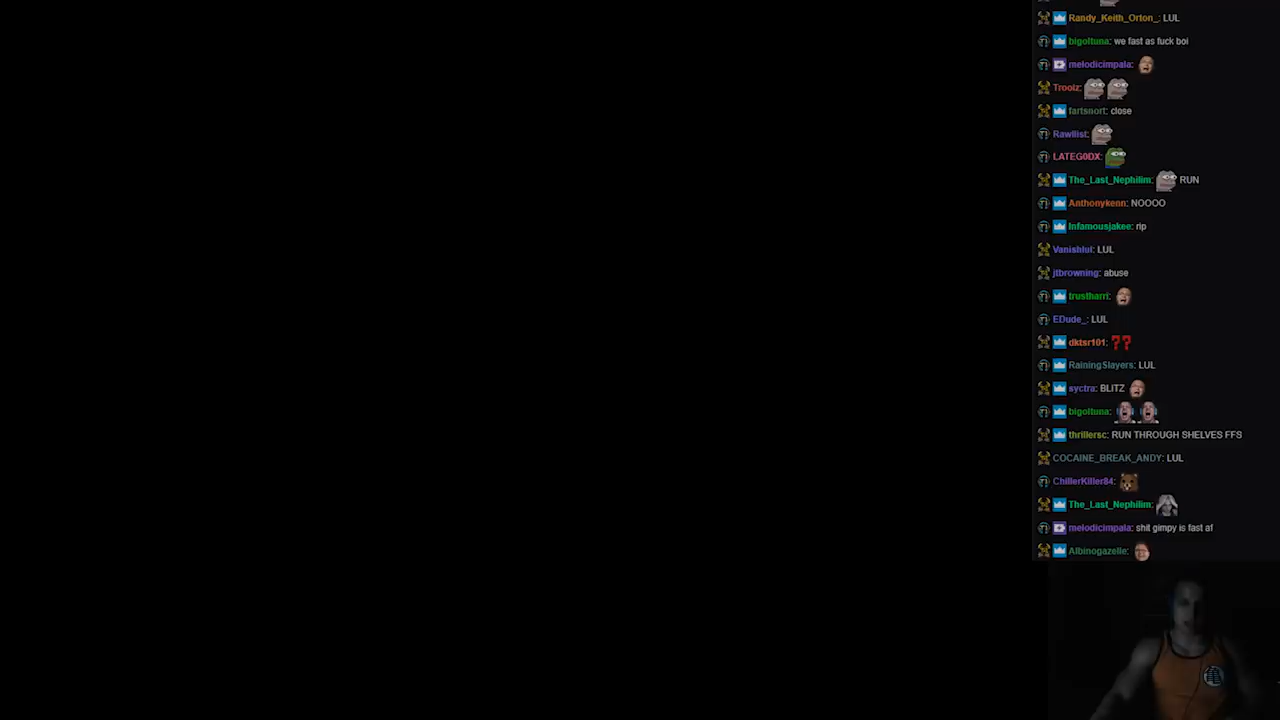 Randy_Keith_Orton_: LUL
bigoltuna: we fast as fuck boi
melodicimpala:
Trooiz:
fartsnort: close
Rawllist:
LATEG0DX:
The_Last_Nephilim: RUN
Anthonykenn: NOOOO
Infamousjakee: rip
Vanishlul: LUL
jtbrowning: abuse
trustharri:
EDude_: LUL
dktsr101: ??
RainingSlayers: LUL
syctra: BLITZ
bigoltuna:
thrillersc: RUN THROUGH SHELVES FFS
COCAINE_BREAK_ANDY: LUL
ChillerKiller84:
The_Last_Nephilim:
melodicimpala: shit gimpy is fast af
Albinogazelle: